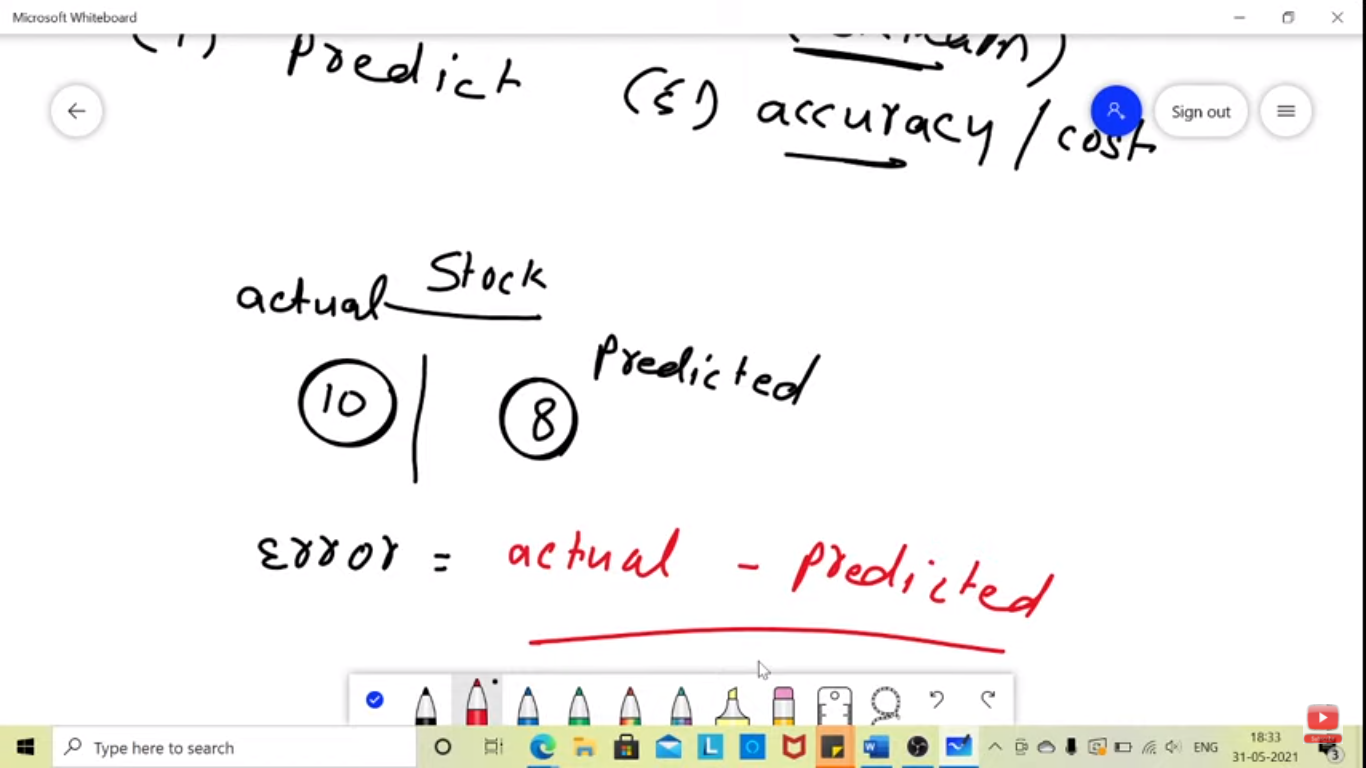 Microsoft Whiteboard
predict
accuracy / cost
Sign out
Stock
actual
Predicted
10
8
Error = actual - predicted
Type here to search
ENG
18:33
31-05-2021
3